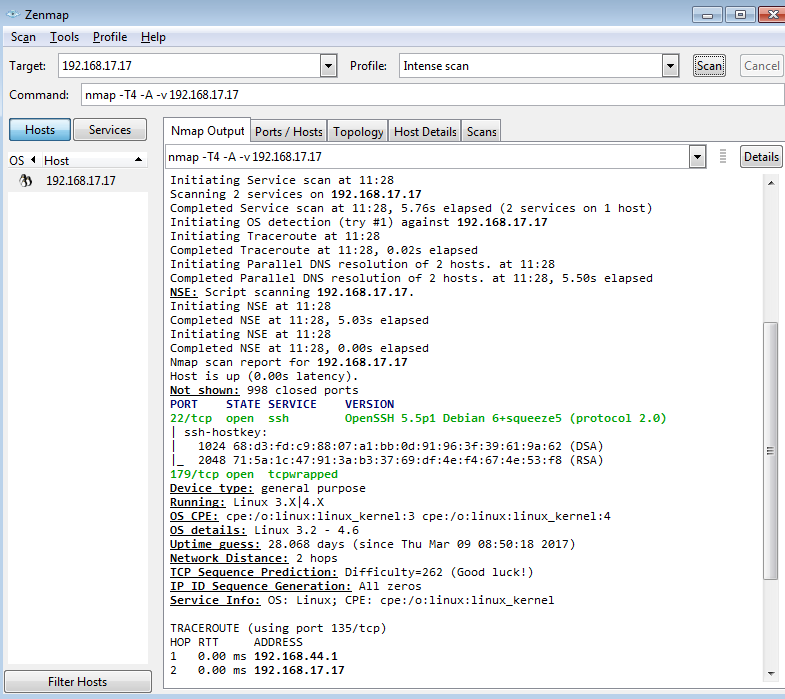 Zenmap
Scan Tools Profile Help
Target: 192.168.17.17 Profile: Intense scan Scan Cancel
Command: nmap -T4 -A -v 192.168.17.17
Hosts Services
OS Host
192.168.17.17
Filter Hosts
Nmap Output Ports / Hosts Topology Host Details Scans
nmap -T4 -A -v 192.168.17.17 Details
Initiating Service scan at 11:28
Scanning 2 services on 192.168.17.17
Completed Service scan at 11:28, 5.76s elapsed (2 services on 1 host)
Initiating OS detection (try #1) against 192.168.17.17
Initiating Traceroute at 11:28
Completed Traceroute at 11:28, 0.02s elapsed
Initiating Parallel DNS resolution of 2 hosts. at 11:28
Completed Parallel DNS resolution of 2 hosts. at 11:28, 5.50s elapsed
NSE: Script scanning 192.168.17.17.
Initiating NSE at 11:28
Completed NSE at 11:28, 5.03s elapsed
Initiating NSE at 11:28
Completed NSE at 11:28, 0.00s elapsed
Nmap scan report for 192.168.17.17
Host is up (0.00s latency).
Not shown: 998 closed ports
PORT STATE SERVICE VERSION
22/tcp open ssh OpenSSH 5.5p1 Debian 6+squeeze5 (protocol 2.0)
| ssh-hostkey:
| 1024 68:d3:fd:c9:88:07:a1:bb:0d:91:96:3f:39:61:9a:62 (DSA)
|_ 2048 71:5a:1c:47:91:3a:b3:37:69:df:4e:f4:67:4e:53:f8 (RSA)
179/tcp open tcpwrapped
Device type: general purpose
Running: Linux 3.X|4.X
OS CPE: cpe:/o:linux:linux_kernel:3 cpe:/o:linux:linux_kernel:4
OS details: Linux 3.2 - 4.6
Uptime guess: 28.068 days (since Thu Mar 09 08:50:18 2017)
Network Distance: 2 hops
TCP Sequence Prediction: Difficulty=262 (Good luck!)
IP ID Sequence Generation: All zeros
Service Info: OS: Linux; CPE: cpe:/o:linux:linux_kernel
TRACEROUTE (using port 135/tcp)
HOP RTT ADDRESS
1 0.00 ms 192.168.44.1
2 0.00 ms 192.168.17.17